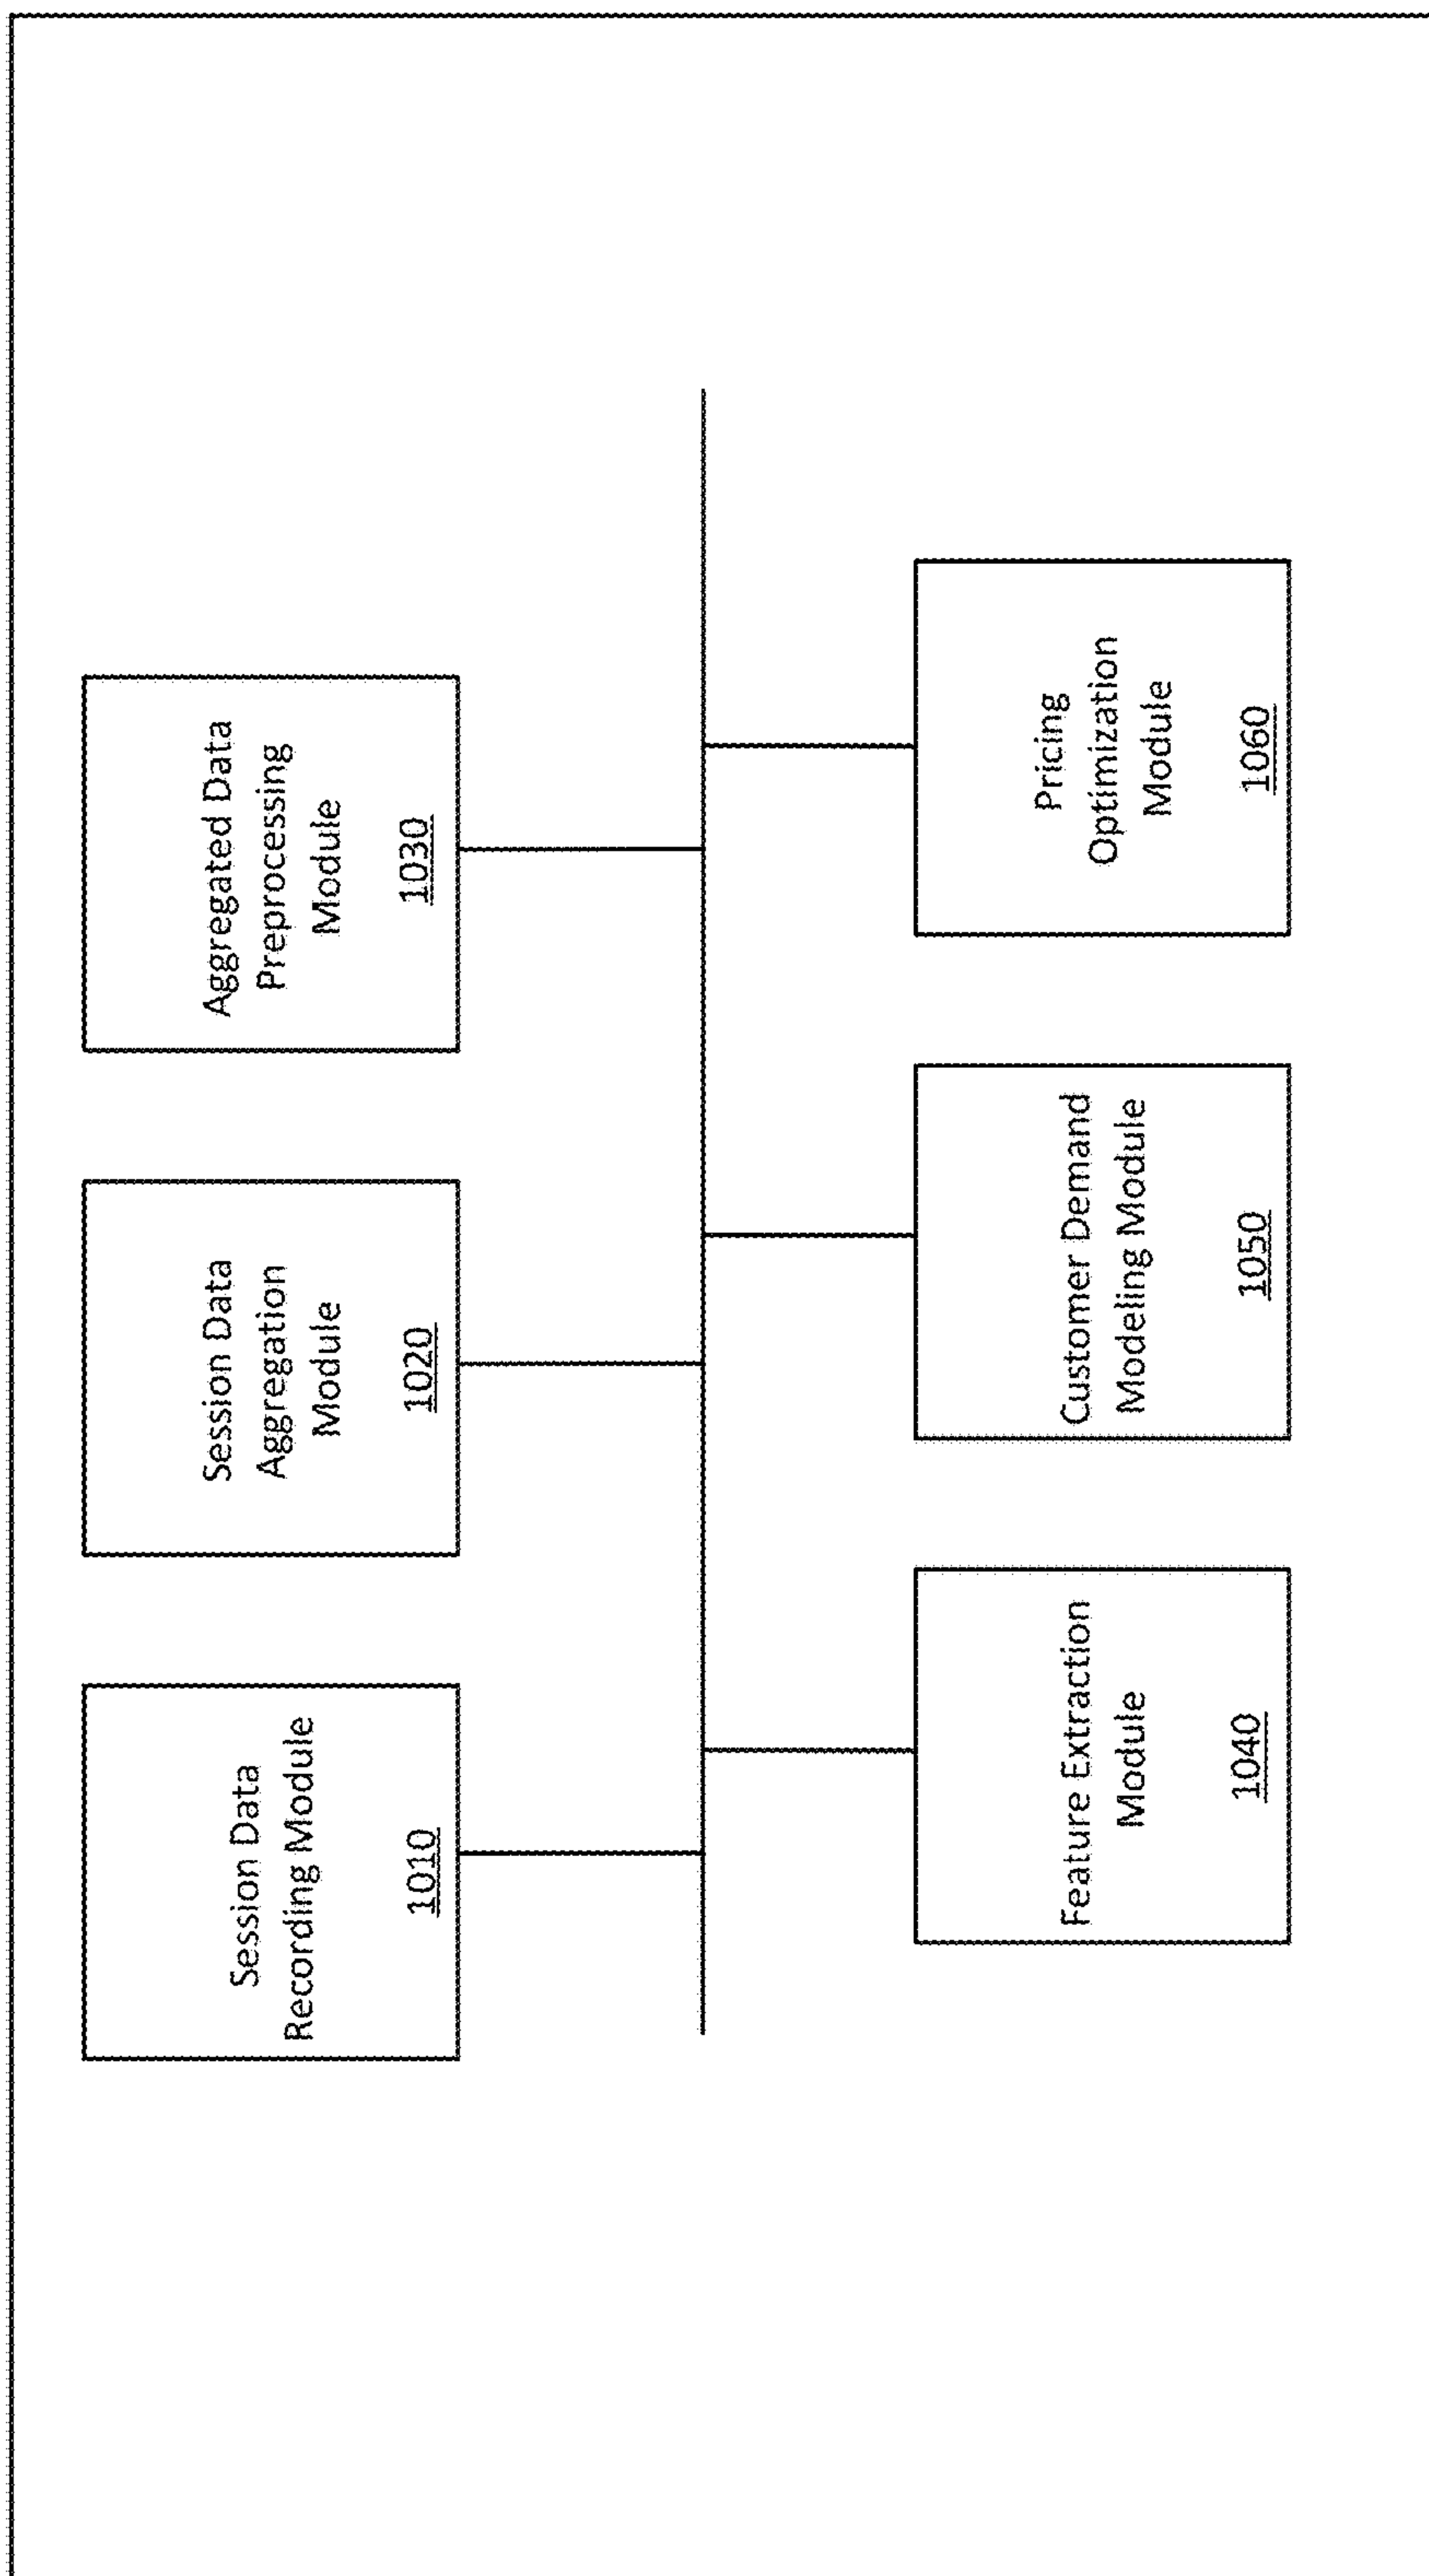 Session Data
Recording Module
1010
Session Data
Aggregation
Module
1020
Aggregated Data
Preprocessing
Module
1030
Feature Extraction
Module
1040
Customer Demand
Modeling Module
1050
Pricing
Optimization
Module
1060